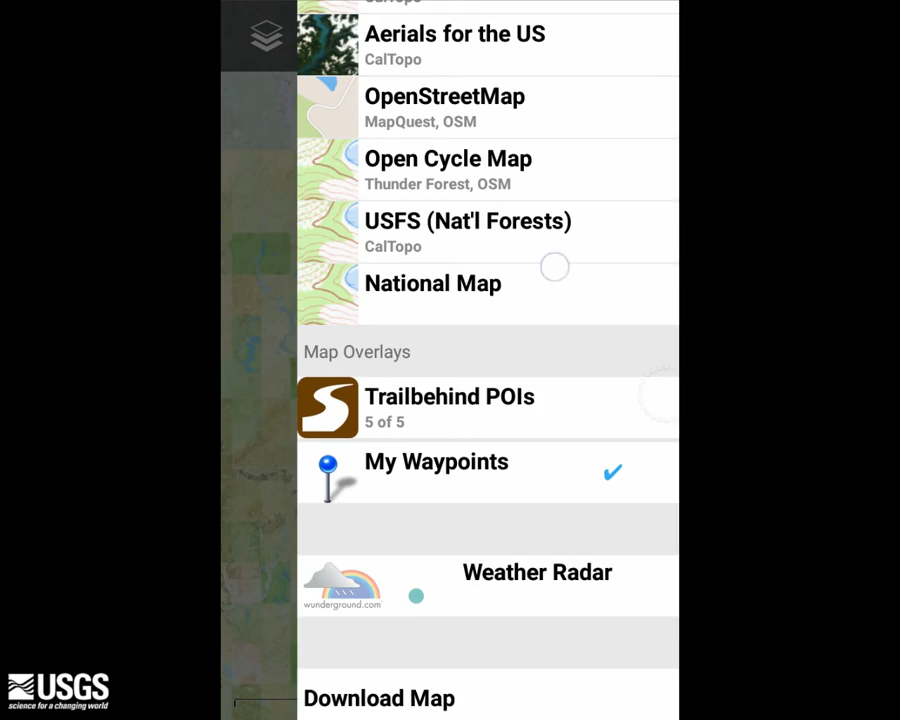 Aerials for the US
CalTopo
OpenStreetMap
MapQuest, OSM
Open Cycle Map
Thunder Forest, OSM
USFS (Nat'l Forests)
CalTopo
National Map
Map Overlays
Trailbehind POIs
5 of 5
My Waypoints
Weather Radar
wunderground.com
Download Map
USGS
science for a changing world